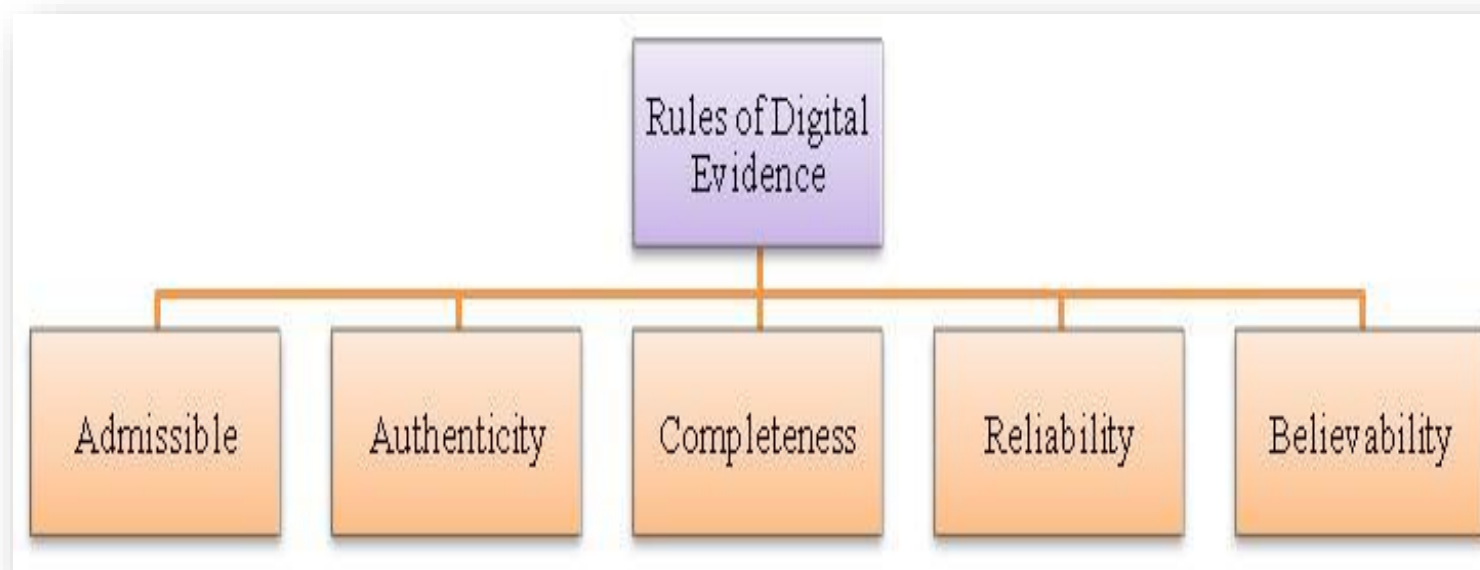 Rules of Digital
Evidence
Admissible
Authenticity
Completeness
Reliability
Believability